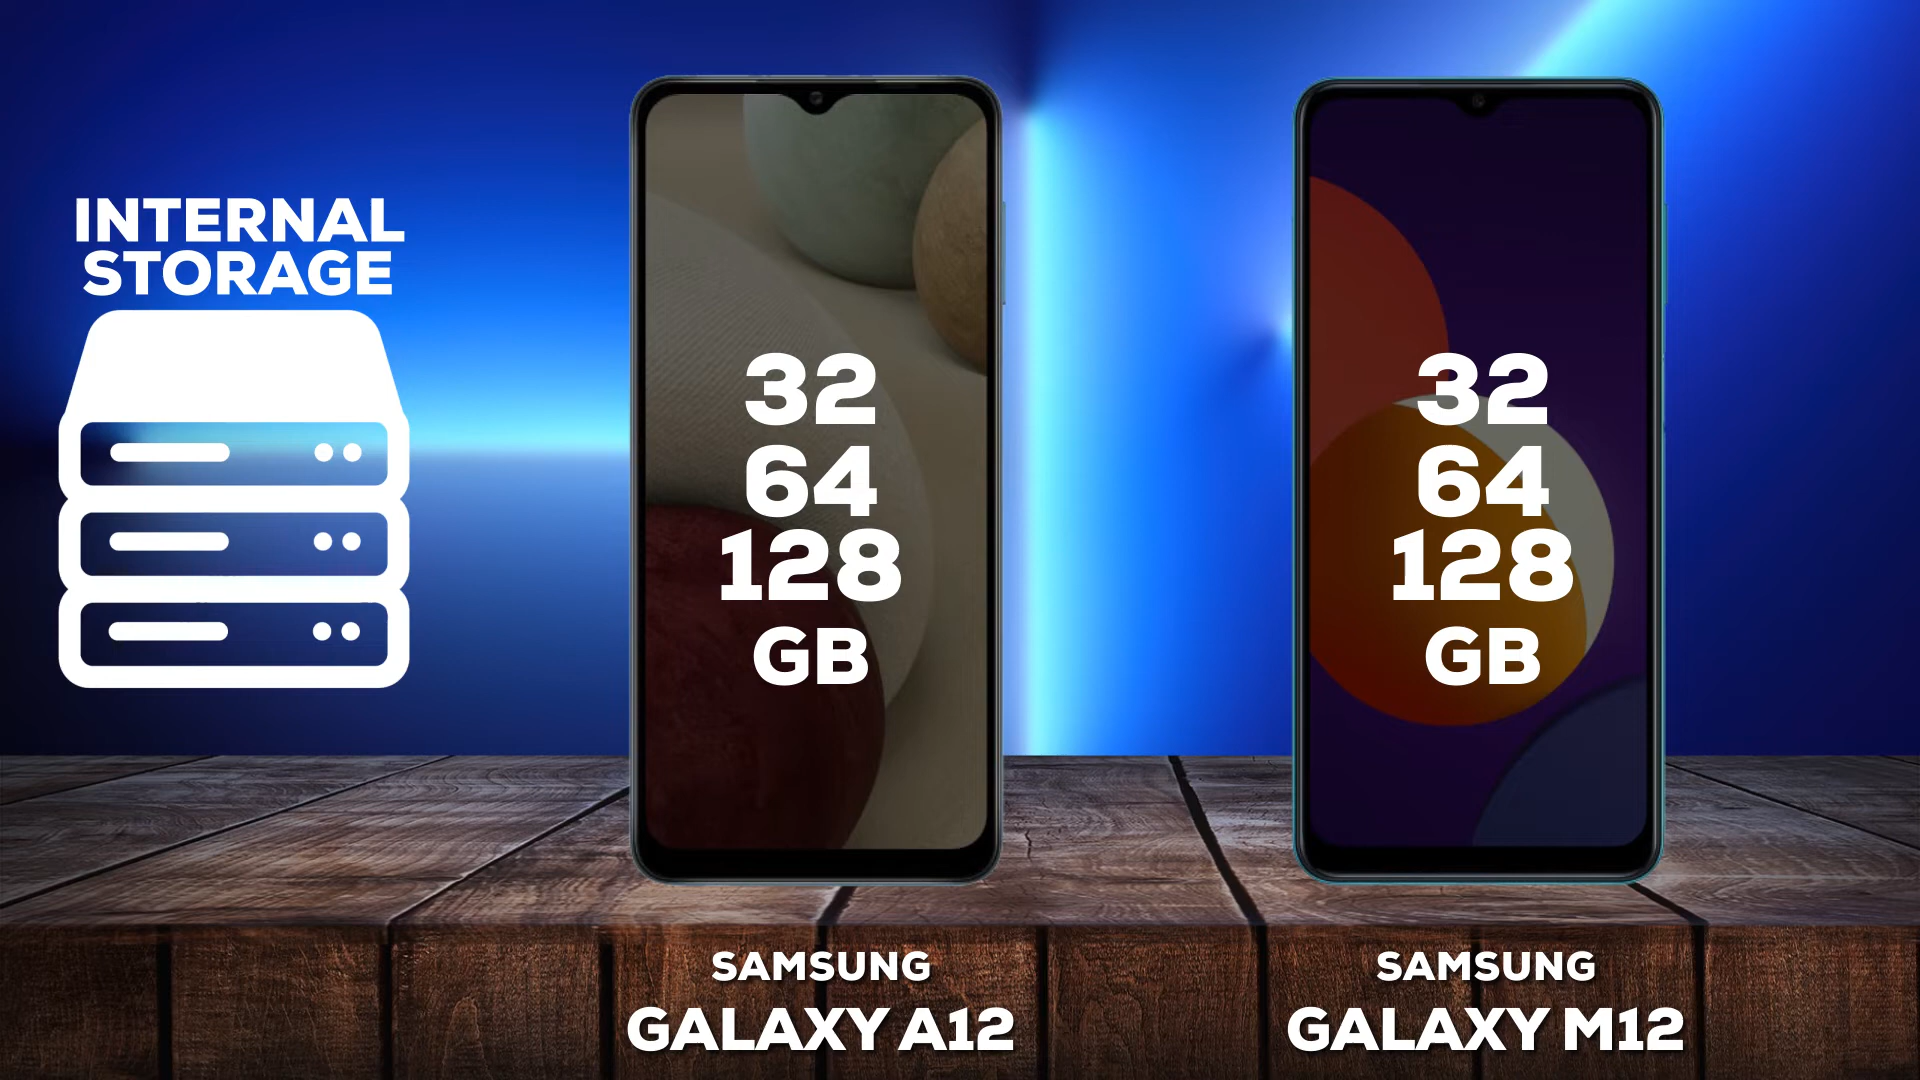 INTERNAL
STORAGE
32
64
128
GB
SAMSUNG
GALAXY A12
32
64
128
GB
SAMSUNG
GALAXY M12